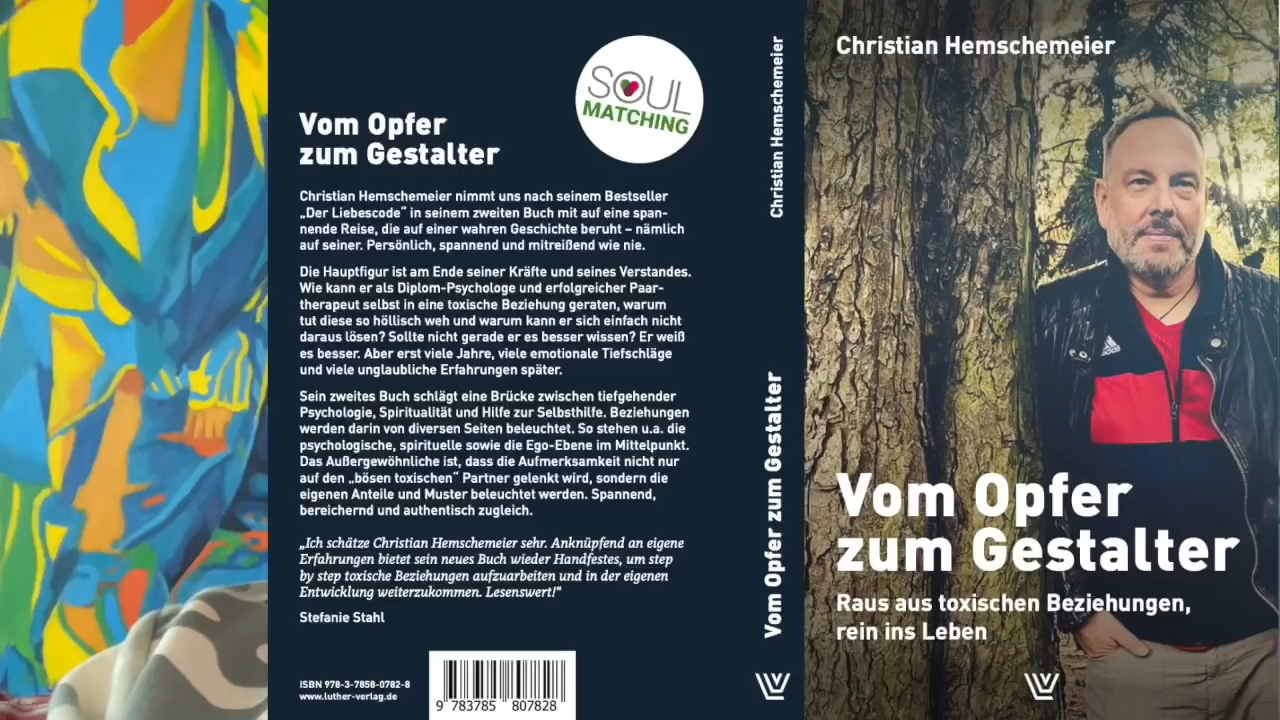 SOUL
MATCHING
Vom Opfer
zum Gestalter
Christian Hemschemeier nimmt uns nach seinem Bestseller
„Der Liebescode“ in seinem zweiten Buch mit auf eine span-
nende Reise, die auf einer wahren Geschichte beruht – nämlich
auf seiner. Persönlich, spannend und mitreißend wie nie.
Die Hauptfigur ist am Ende seiner Kräfte und seines Verstandes.
Wie kann er als Diplom-Psychologe und erfolgreicher Paar-
therapeut selbst in eine toxische Beziehung geraten, warum
tut diese so höllisch weh und warum kann er sich einfach nicht
daraus lösen? Sollte nicht gerade er es besser wissen? Er weiß
es besser. Aber erst viele Jahre, viele emotionale Tiefschläge
und viele unglaubliche Erfahrungen später.
Sein zweites Buch schlägt eine Brücke zwischen tiefgehender
Psychologie, Spiritualität und Hilfe zur Selbsthilfe. Beziehungen
werden darin von diversen Seiten beleuchtet. So stehen u.a. die
psychologische, spirituelle sowie die Ego-Ebene im Mittelpunkt.
Das Außergewöhnliche ist, dass die Aufmerksamkeit nicht nur
auf den „bösen toxischen“ Partner gelenkt wird, sondern die
eigenen Anteile und Muster beleuchtet werden. Spannend,
bereichernd und authentisch zugleich.
„Ich schätze Christian Hemschemeier sehr. Anknüpfend an eigene
Erfahrungen bietet sein neues Buch wieder Handfestes, um step
by step toxische Beziehungen aufzuarbeiten und in der eigenen
Entwicklung weiterzukommen. Lesenswert!“
Stefanie Stahl
ISBN 978-3-7858-0782-8
www.luther-verlag.de
9 783785 807828
Christian Hemschemeier
Vom Opfer zum Gestalter
Christian Hemschemeier
adidas
Vom Opfer
zum Gestalter
Raus aus toxischen Beziehungen,
rein ins Leben